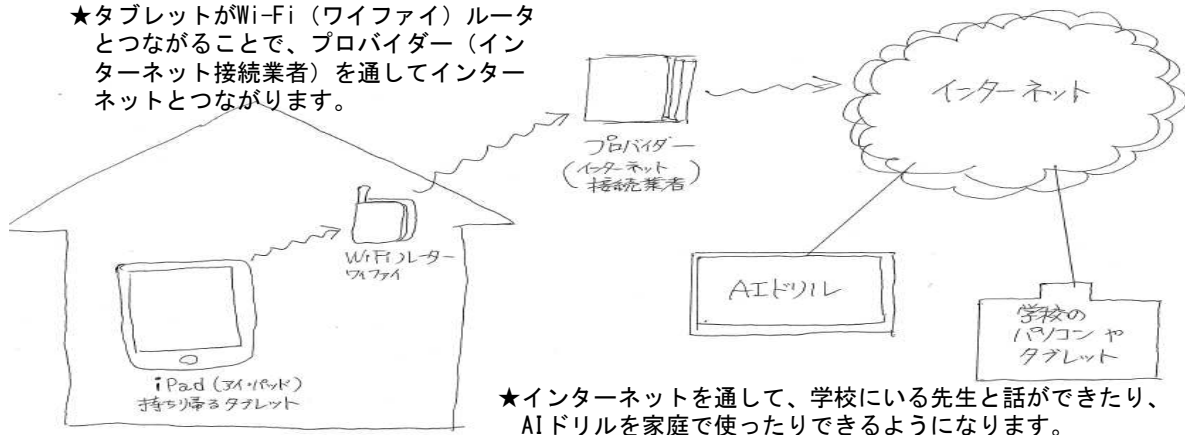 ★タブレットがWi-Fi（ワイファイ）ルータ
とつながることで、プロバイダー（イン
ターネット接続業者）を通してインター
ネットとつながります。
インターネット
プロバイダー
（インターネット
接続業者）
WiFiルーター
ワイファイ
AIドリル
学校の
パソコンや
タブレット
iPad（アイ・パッド）
持ち帰るタブレット
★インターネットを通して、学校にいる先生と話ができたり、
AIドリルを家庭で使ったりできるようになります。